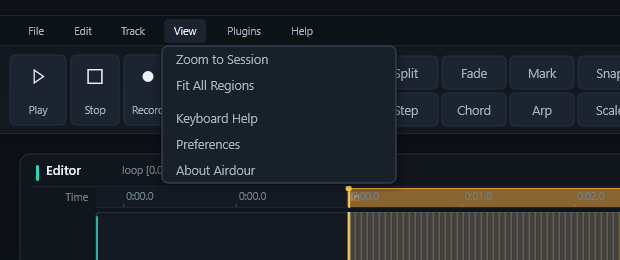 File Edit Track View Plugins Help
Zoom to Session
Fit All Regions
Keyboard Help
Preferences
About Airdour
Play Stop Record Split Fade Mark Snap
Step Chord Arp Scale
Editor loop [0.0
Time 0:00.0 0:00.0 0:00.0 0:01.0 0:02.0